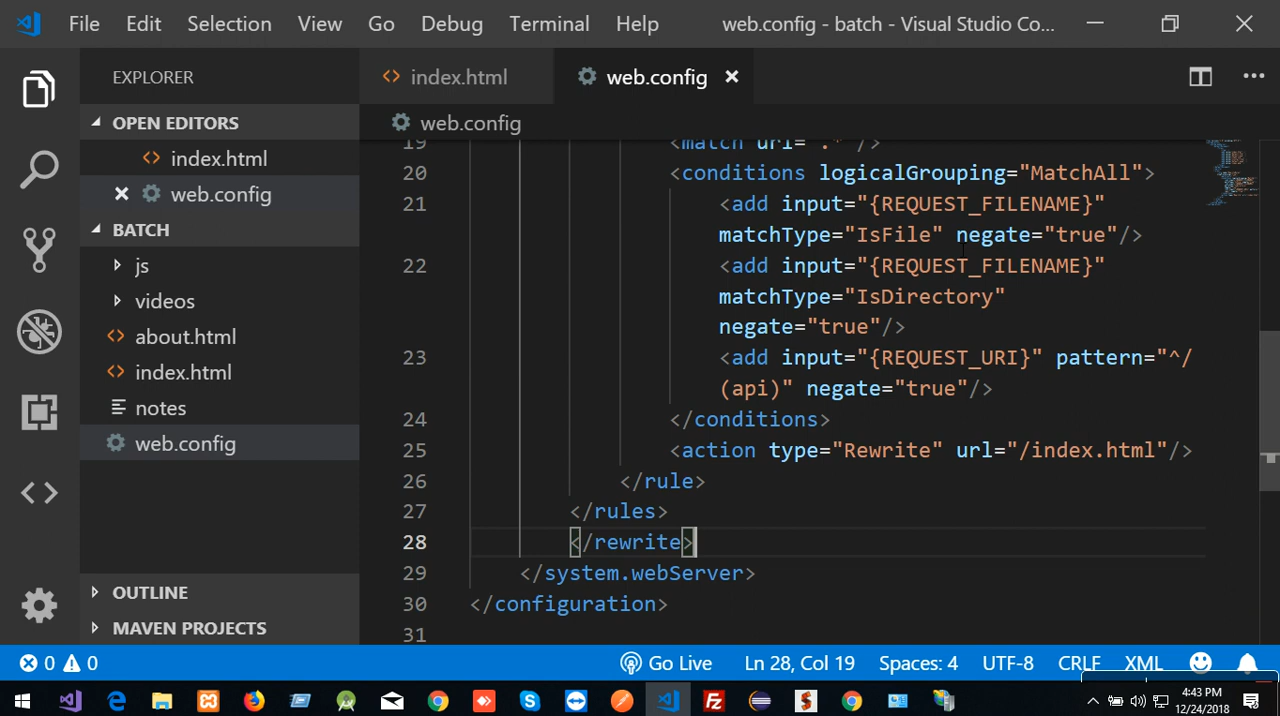 File Edit Selection View Go Debug Terminal Help web.config - batch - Visual Studio Co...
EXPLORER
OPEN EDITORS
index.html
web.config
BATCH
js
videos
about.html
index.html
notes
web.config
OUTLINE
MAVEN PROJECTS
index.html web.config
web.config
19 <match url=".*"/>
20 <conditions logicalGrouping="MatchAll">
21 <add input="{REQUEST_FILENAME}"
matchType="IsFile" negate="true"/>
22 <add input="{REQUEST_FILENAME}"
matchType="IsDirectory"
negate="true"/>
23 <add input="{REQUEST_URI}" pattern="^/
(api)" negate="true"/>
24 </conditions>
25 <action type="Rewrite" url="/index.html"/>
26 </rule>
27 </rules>
28 </rewrite>
29 </system.webServer>
30 </configuration>
31
0 0 Go Live Ln 28, Col 19 Spaces: 4 UTF-8 CRLF XML
4:43 PM
12/24/2018